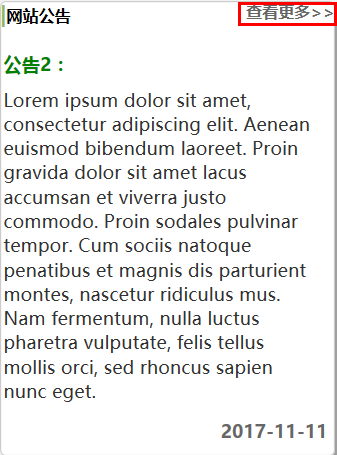 网站公告
查看更多>>
公告2：
Lorem ipsum dolor sit amet,
consectetur adipiscing elit. Aenean
euismod bibendum laoreet. Proin
gravida dolor sit amet lacus
accumsan et viverra justo
commodo. Proin sodales pulvinar
tempor. Cum sociis natoque
penatibus et magnis dis parturient
montes, nascetur ridiculus mus.
Nam fermentum, nulla luctus
pharetra vulputate, felis tellus
mollis orci, sed rhoncus sapien
nunc eget.
2017-11-11